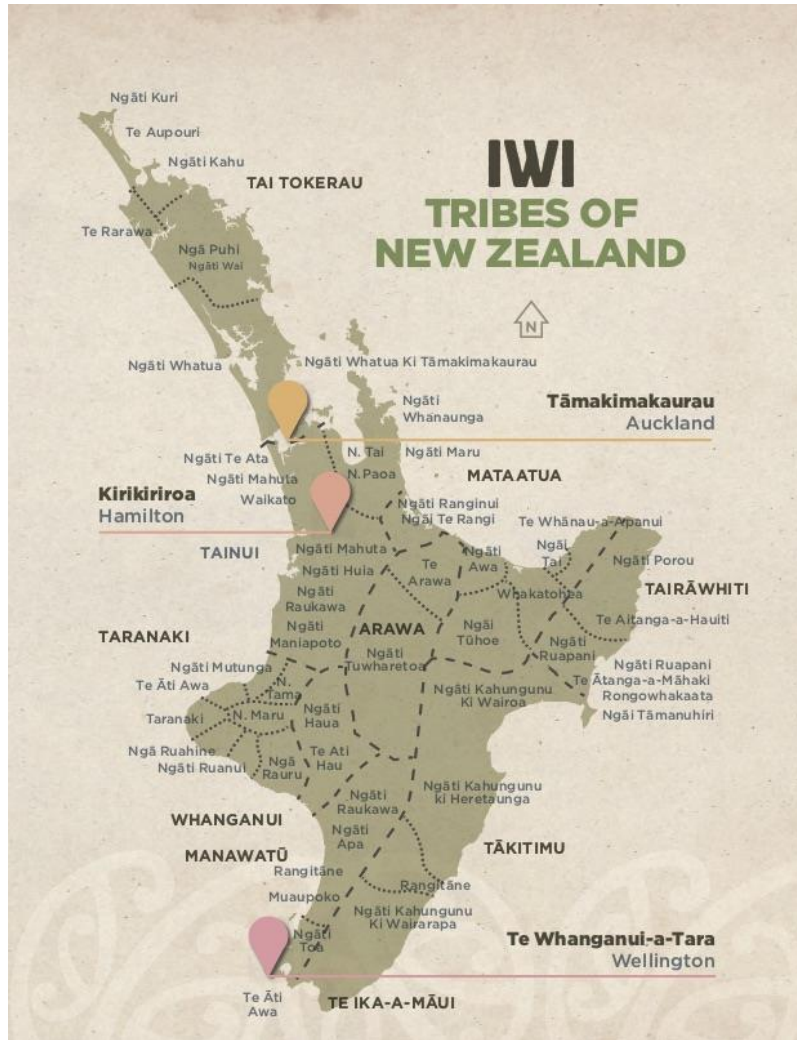 Ngāti Kuri
Te Aupouri
Ngāti Kahu
TAI TOKERAU
IWI
TRIBES OF
NEW ZEALAND
Te Rarawa
Ngā Puhi
Ngāti Wai
N
Ngāti Whatua
Ngāti Whatua Ki Tāmakimakaurau
Ngāti
Whanaunga
Tāmakimakaurau
Auckland
Ngāti Te Ata
N. Tai
Ngāti Maru
Ngāti Mahuta
N.Paoa
MATAATUA
Waikato
Kirikiriroa
Hamilton
Ngāti Ranginui
Ngāi Te Rangi
Te Whānau-a-Apanui
TAINUI
Ngāti Mahuta
Ngāti Huia
Te
Arawa
Ngāti
Awa
Ngāi
Tai
Ngāti Porou
TAIRĀWHITI
Ngāti
Raukawa
Whakatohea
Te Aitanga-a-Hauiti
TARANAKI
Ngāti
Maniapoto
ARAWA
Ngāi
Tūhoe
Ngāti
Ruapani
Ngāti
Tuwharetoa
Ngāti Ruapani
Te Ātanga-a-Māhaki
Rongowhakaata
Ngāi Tāmanuhiri
Ngāti Mutunga
Te Āti Awa
N.
Tama
Ngāti Kahungunu
Ki Wairoa
Taranaki
N. Maru
Ngāti
Haua
Ngā Ruahine
Ngāti Ruanui
Ngā
Rauru
Te Ati
Hau
Ngāti Kahungunu
ki Heretaunga
WHANGANUI
Ngāti
Raukawa
MANAWATŪ
Ngāti
Apa
TĀKITIMU
Rangitāne
Rangitāne
Muaupoko
Ngāti Kahungunu
Ki Wairarapa
Ngāti
Toa
Te Whanganui-a-Tara
Wellington
Te Āti
Awa
TE IKA-A-MĀUI